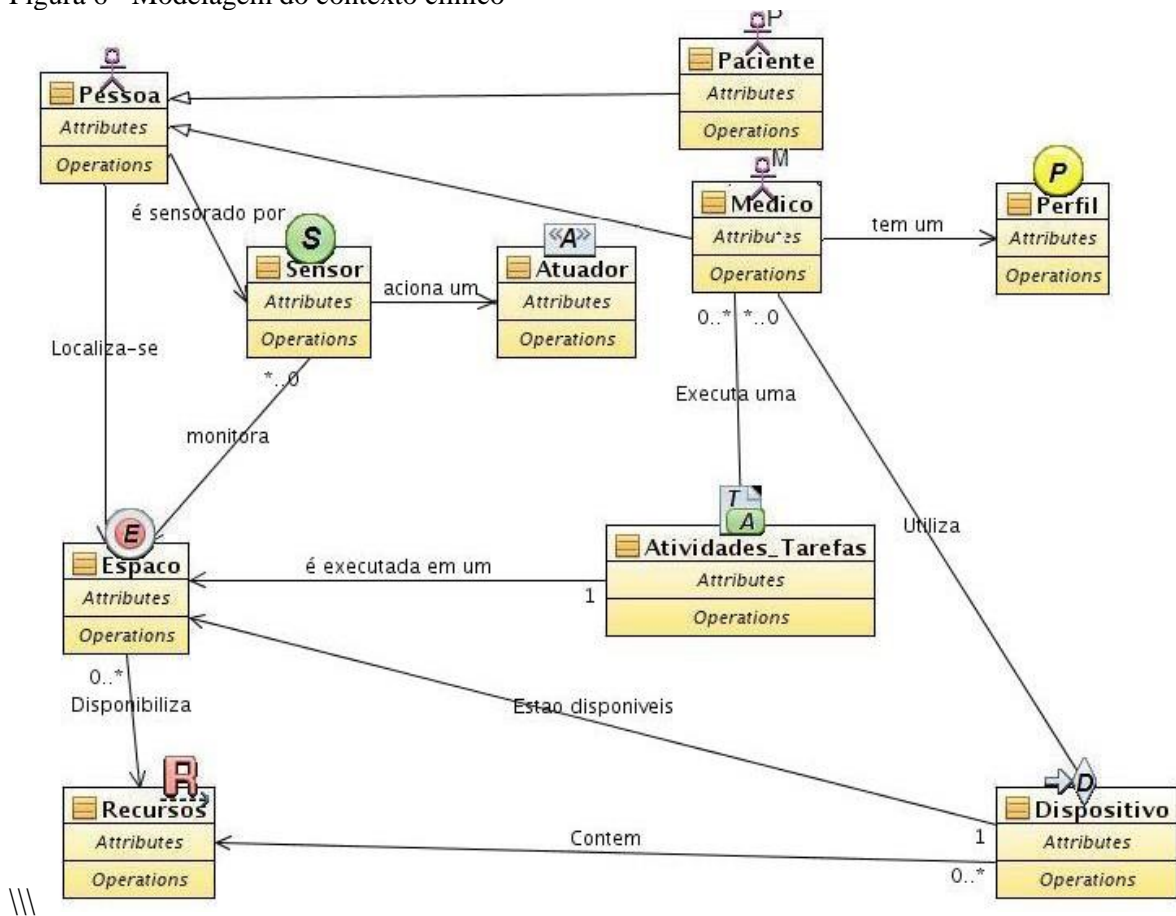 Figura 6 - Modelagem do contexto clínico
P
Paciente
Attributes
Operations
Pessoa
Attributes
Operations
M
Medico
Attributes
Operations
P
Perfil
Attributes
Operations
tem um
é sensorado por
S
Sensor
Attributes
Operations
aciona um
«A»
Atuador
Attributes
Operations
0..* *..0
Localiza-se
*..0
Executa uma
monitora
T
A
Atividades_Tarefas
Attributes
Operations
Utiliza
E
Espaco
Attributes
Operations
é executada em um
1
0..*
Disponibiliza
Estao disponiveis
R
Recursos
Attributes
Operations
Contem
D
Dispositivo
Attributes
Operations
1
0..*
\\\